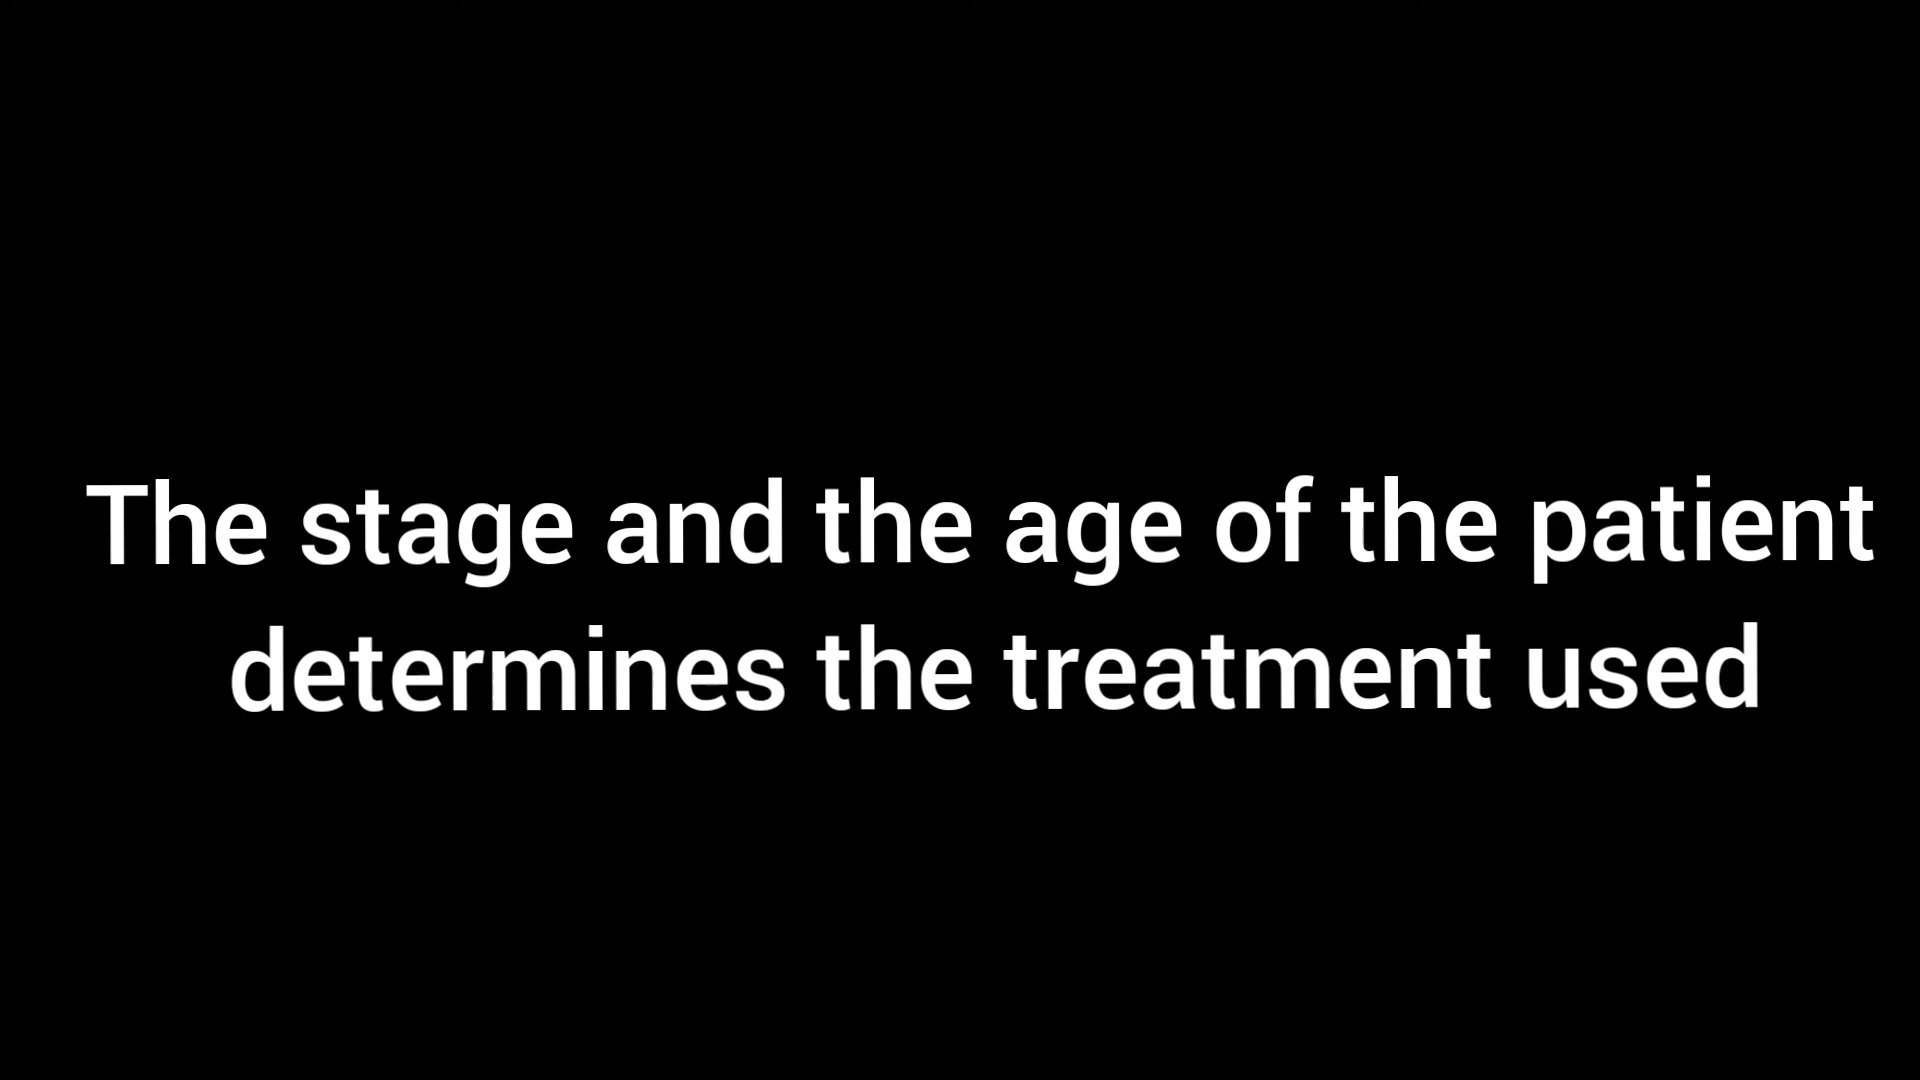 The stage and the age of the patient
determines the treatment used